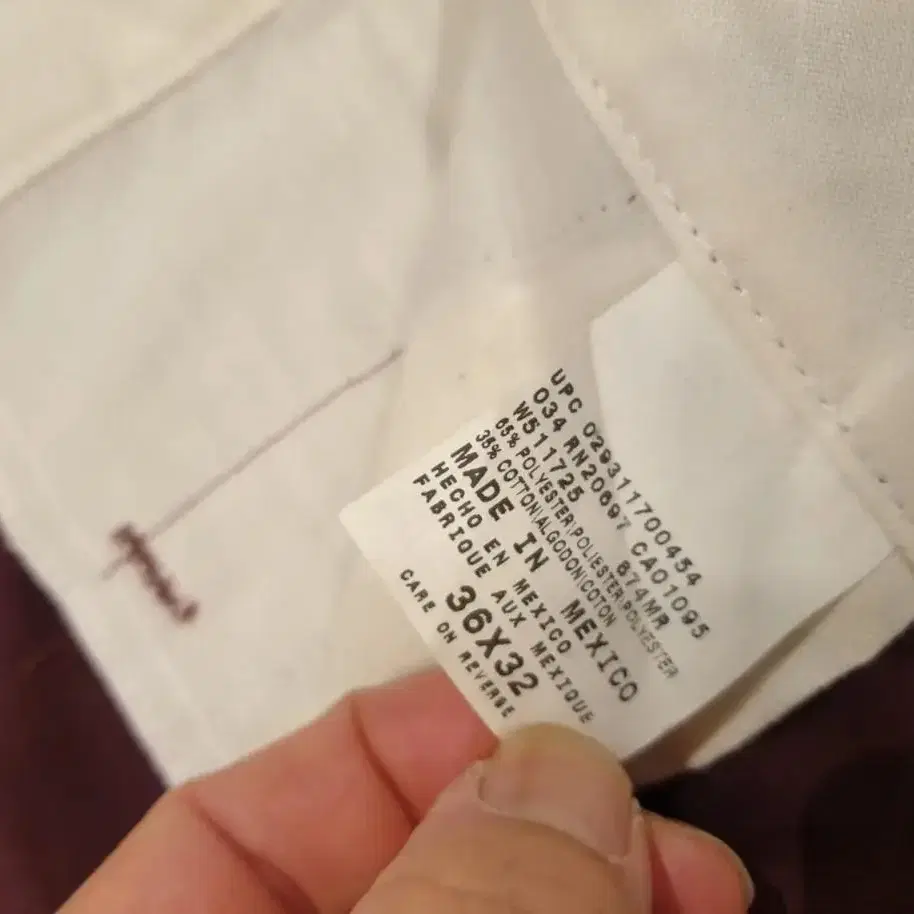 UPC 029311700454
034 RN20697 CA01095
W511725 874MR
65% POLYESTER\POLIESTER\POLYESTER
35% COTTON\ALGODON\COTON
MADE IN MEXICO
HECHO EN MEXICO
FABRIQUE AUX MEXIQUE
36X32
CARE ON REVERSE